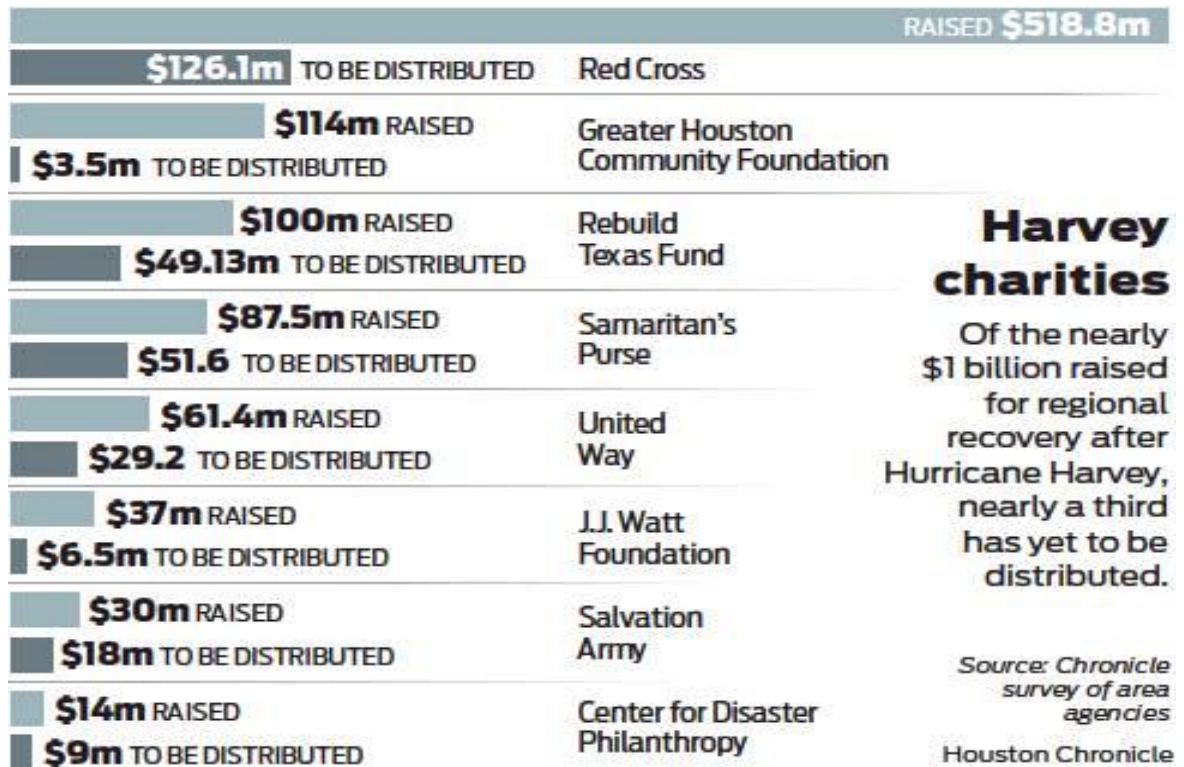 RAISED $518.8m
$126.1m TO BE DISTRIBUTED Red Cross
$114m RAISED
$3.5m TO BE DISTRIBUTED
Greater Houston
Community Foundation
$100m RAISED
$49.13m TO BE DISTRIBUTED
Rebuild
Texas Fund
$87.5m RAISED
$51.6 TO BE DISTRIBUTED
Samaritan's
Purse
$61.4m RAISED
$29.2 TO BE DISTRIBUTED
United
Way
$37m RAISED
$6.5m TO BE DISTRIBUTED
J.J. Watt
Foundation
$30m RAISED
$18m TO BE DISTRIBUTED
Salvation
Army
$14m RAISED
$9m TO BE DISTRIBUTED
Center for Disaster
Philanthropy
Harvey
charities
Of the nearly
$1 billion raised
for regional
recovery after
Hurricane Harvey,
nearly a third
has yet to be
distributed.
Source: Chronicle
survey of area
agencies
Houston Chronicle